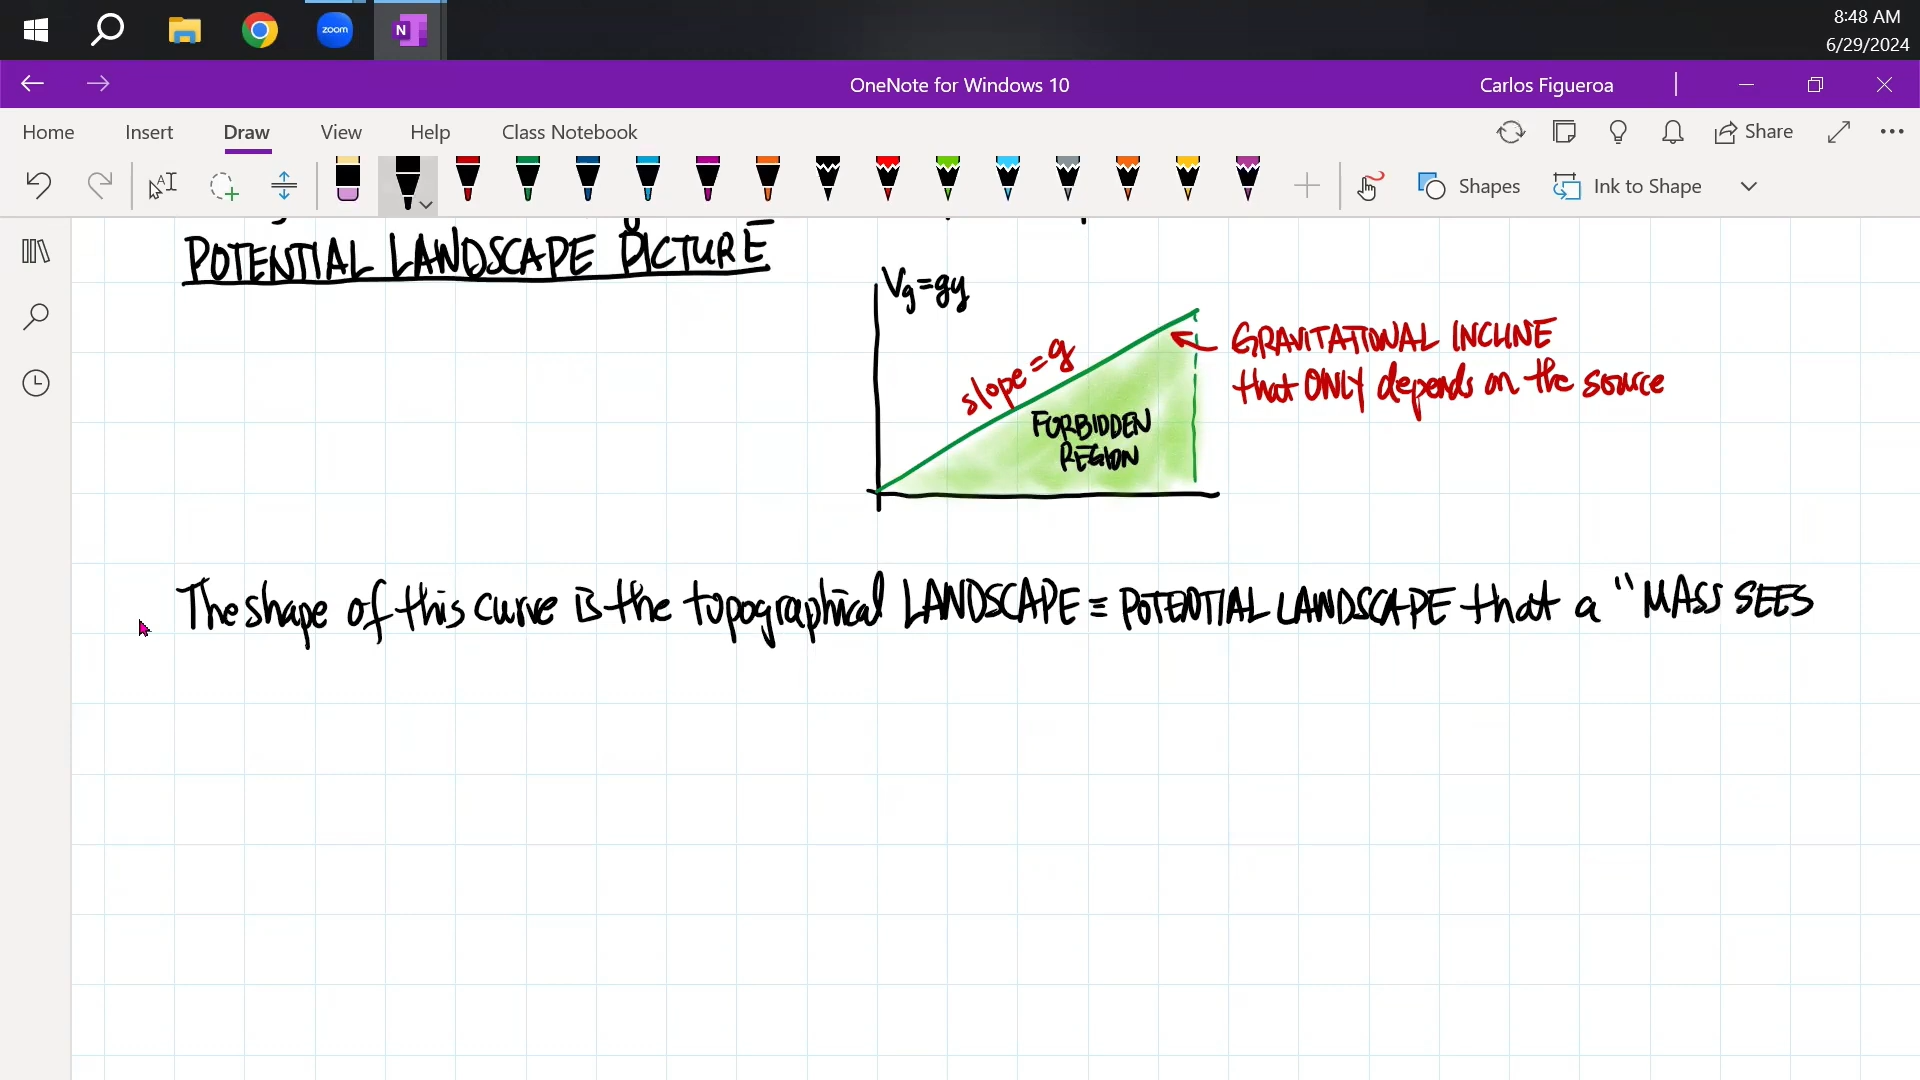 8:48 AM
6/29/2024
zoom
N
OneNote for Windows 10
Carlos Figueroa
Home Insert Draw View Help Class Notebook
Share
Shapes
Ink to Shape
POTENTIAL LANDSCAPE PICTURE
Vg=gy
slope=g
GRAVITATIONAL INCLINE
that ONLY depends on the source
FORBIDDEN
REGION
The shape of this curve is the topographical LANDSCAPE ≡ POTENTIAL LANDSCAPE that a "MASS SEES